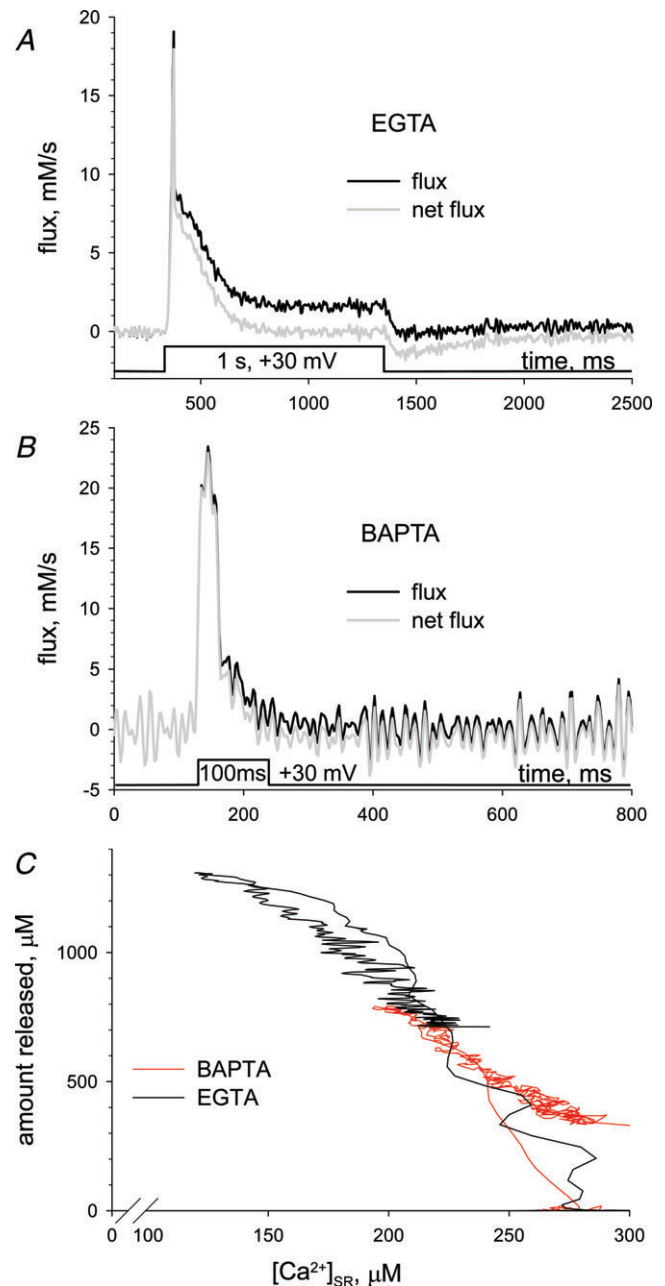 A
20
15
10
5
0
flux, mM/s
EGTA
flux
net flux
1 s, +30 mV
time, ms
500 1000 1500 2000 2500
B
25
20
15
10
5
0
-5
flux, mM/s
BAPTA
flux
net flux
100ms +30 mV
time, ms
0 200 400 600 800
C
1000
500
0
amount released, µM
BAPTA
EGTA
0 100 150 200 250 300
[Ca2+]SR, µM